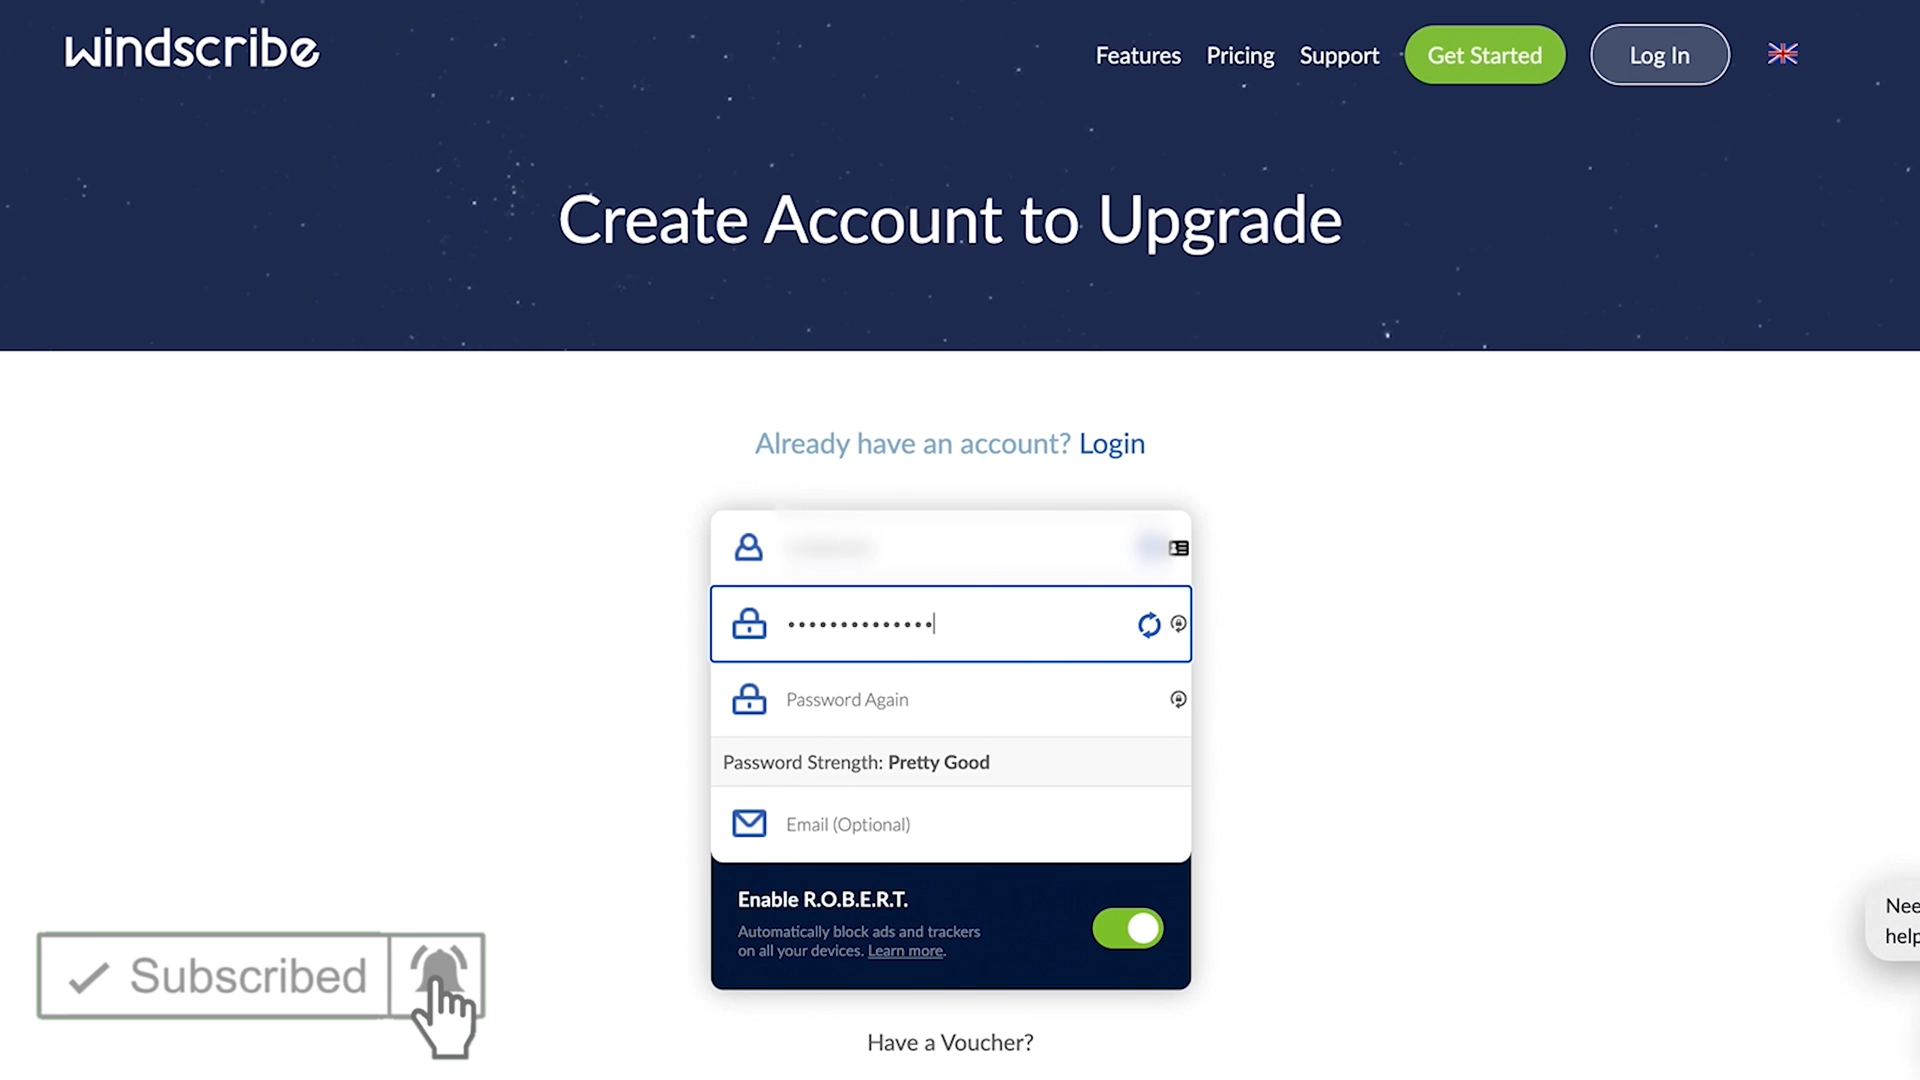 windscribe
Features Pricing Support Get Started Log In
Create Account to Upgrade
Already have an account? Login
Password Again
Password Strength: Pretty Good
Email (Optional)
Enable R.O.B.E.R.T.
Automatically block ads and trackers
on all your devices. Learn more.
Nee
help
Subscribed
Have a Voucher?